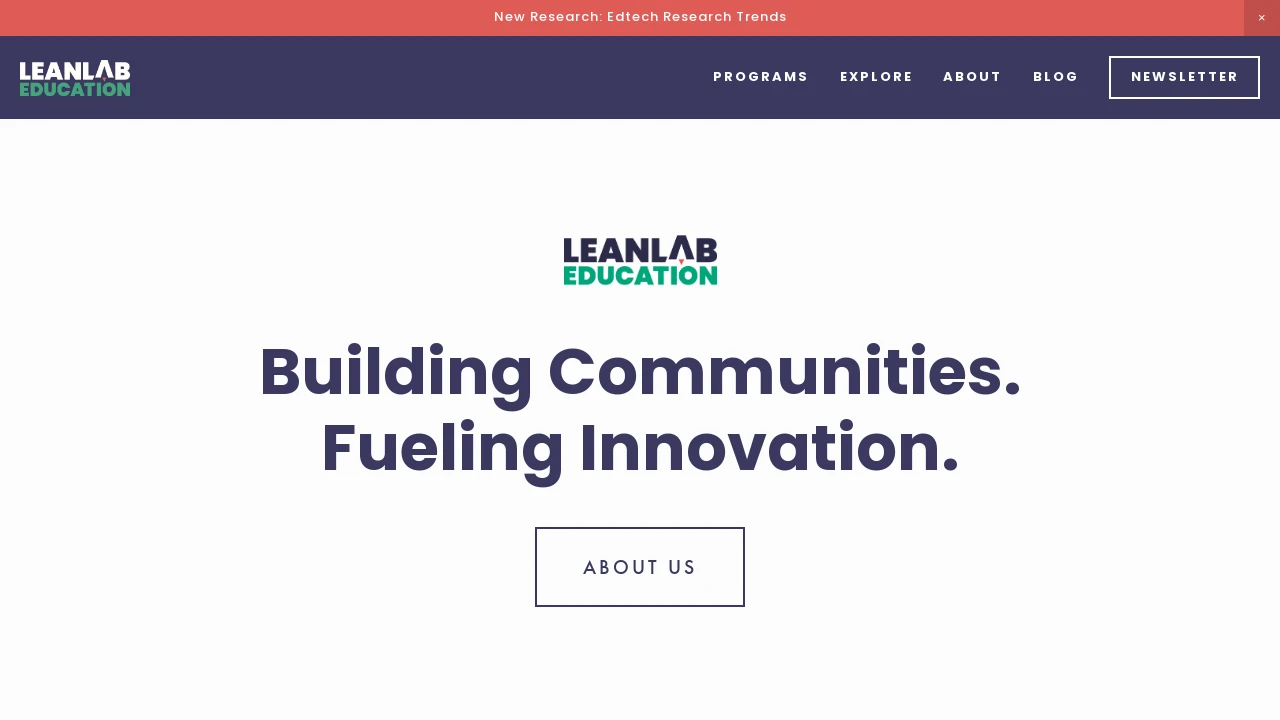 New Research: Edtech Research Trends
×
LEANLAB
EDUCATION
PROGRAMS
EXPLORE
ABOUT
BLOG
NEWSLETTER
LEANLAB
EDUCATION
Building Communities.
Fueling Innovation.
ABOUT US